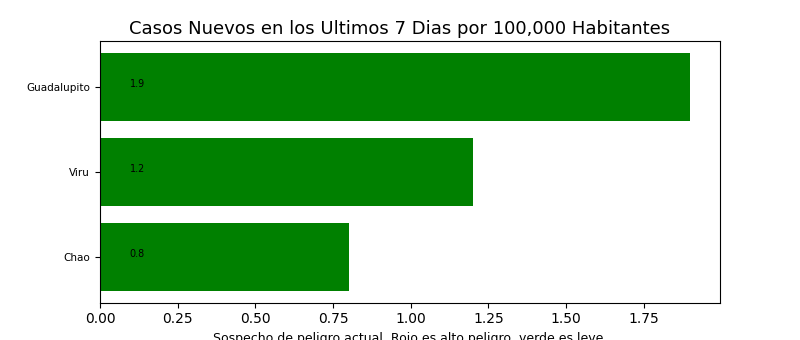 Casos Nuevos en los Ultimos 7 Dias por 100,000 Habitantes
Guadalupito
1.9
Viru
1.2
Chao
0.8
0.00 0.25 0.50 0.75 1.00 1.25 1.50 1.75
Sospecho de peligro actual. Rojo es alto peligro, verde es leve